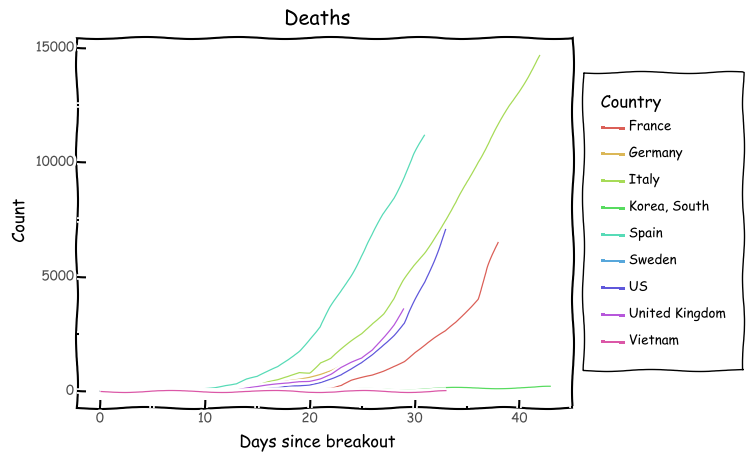 Deaths
15000
10000
5000
0
Count
0 10 20 30 40
Days since breakout
Country
France
Germany
Italy
Korea, South
Spain
Sweden
US
United Kingdom
Vietnam